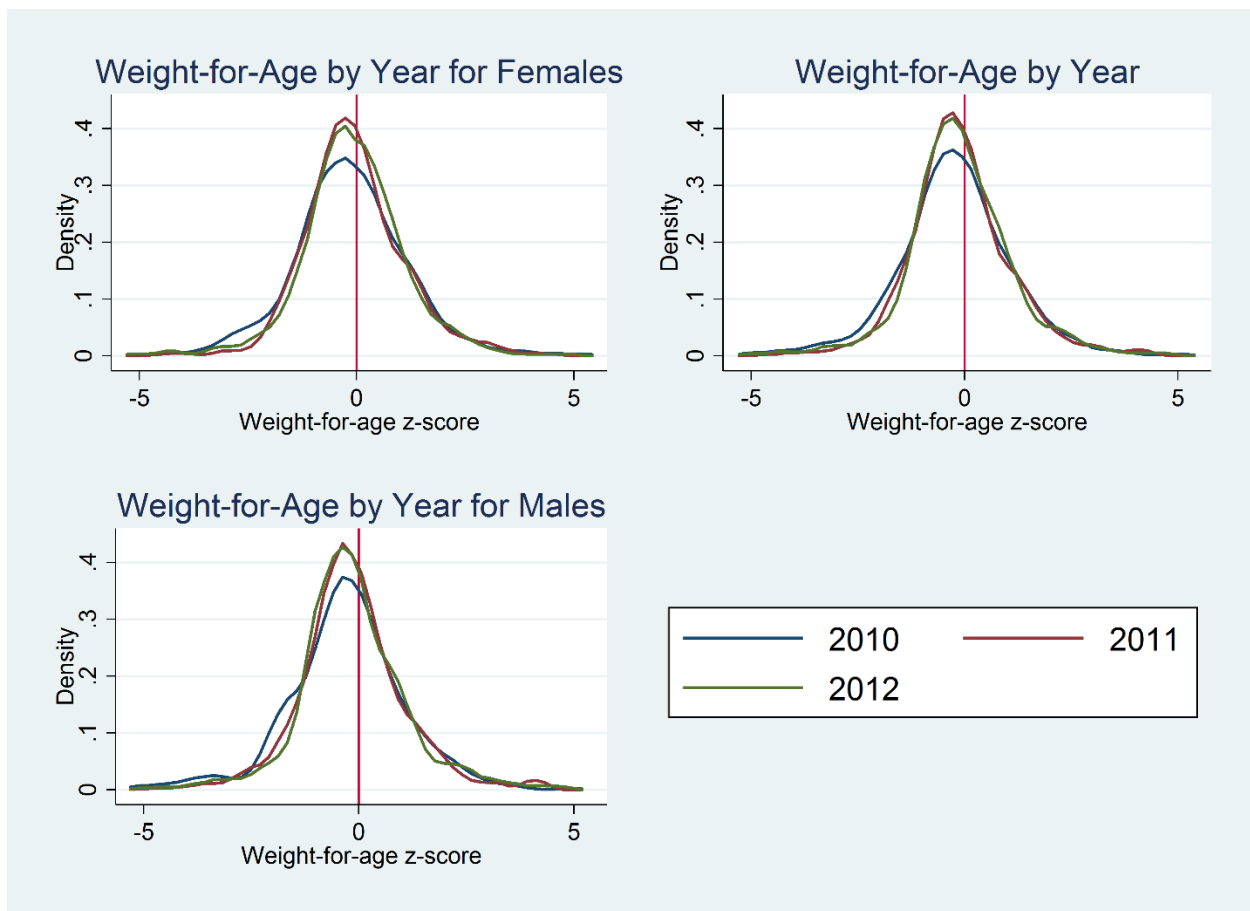 Weight-for-Age by Year for Females
Density
0 .1 .2 .3 .4
-5 0 5
Weight-for-age z-score
Weight-for-Age by Year
Density
0 .1 .2 .3 .4
-5 0 5
Weight-for-age z-score
Weight-for-Age by Year for Males
Density
0 .1 .2 .3 .4
-5 0 5
Weight-for-age z-score
2010 2011
2012